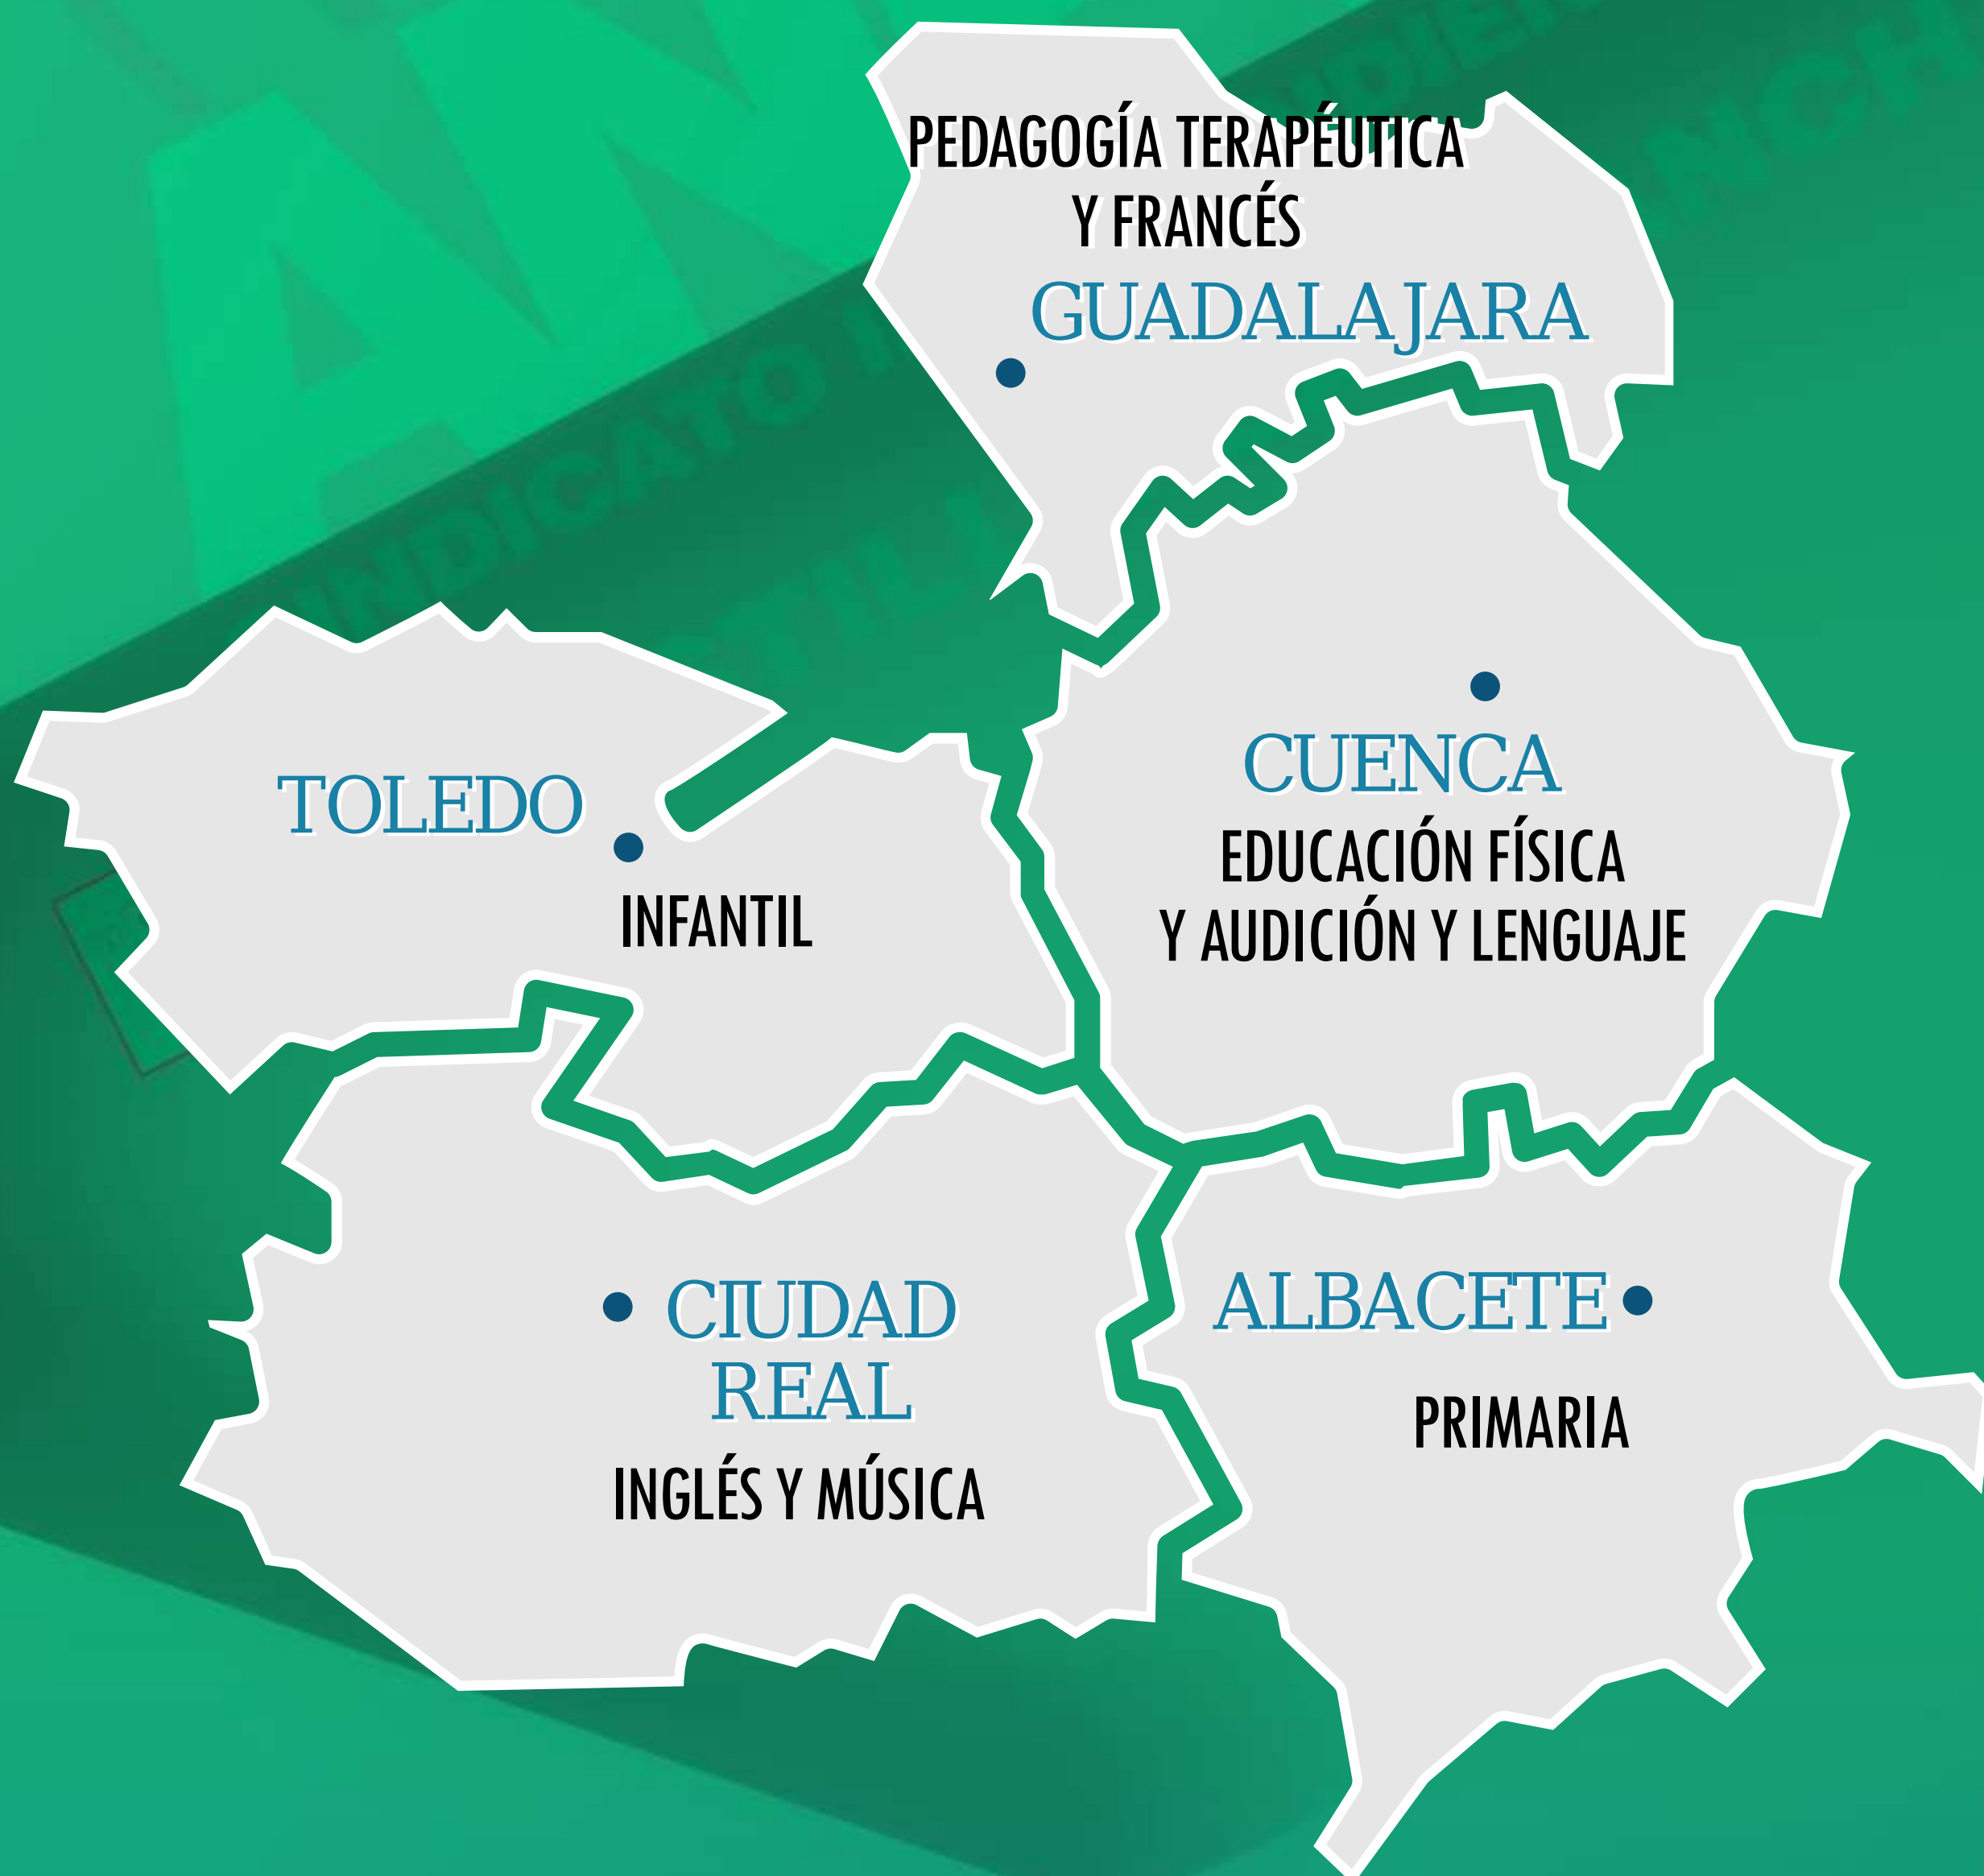 PEDAGOGÍA TERAPÉUTICA
Y FRANCÉS
GUADALAJARA
CUENCA
EDUCACIÓN FÍSICA
Y AUDICIÓN Y LENGUAJE
TOLEDO
INFANTIL
CIUDAD
REAL
INGLÉS Y MÚSICA
ALBACETE
PRIMARIA